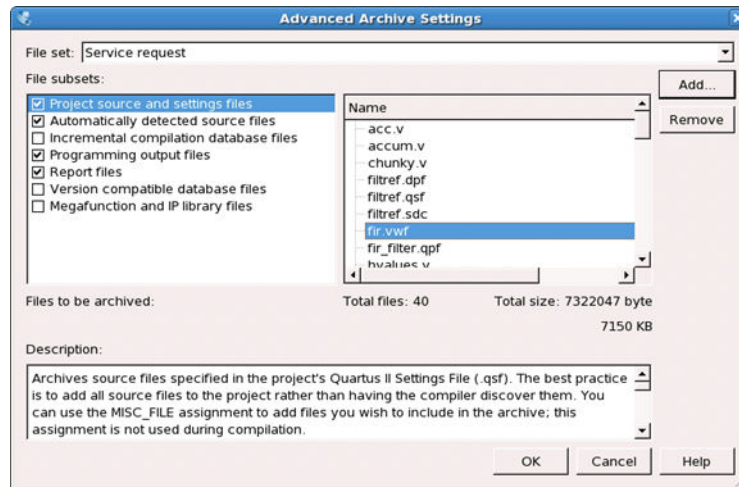 Advanced Archive Settings
File set: Service request
File subsets:
Add...
Remove
Project source and settings files
Automatically detected source files
Incremental compilation database files
Programming output files
Report files
Version compatible database files
Megafunction and IP library files
Name
acc.v
accum.v
chunky.v
filtref.dpf
filtref.qsf
filtref.sdc
fir.vwf
fir_filter.qpf
hvalues.v
Files to be archived:
Total files: 40
Total size: 7322047 byte
7150 KB
Description:
Archives source files specified in the project's Quartus II Settings File (.qsf). The best practice
is to add all source files to the project rather than having the compiler discover them. You
can use the MISC_FILE assignment to add files you wish to include in the archive; this
assignment is not used during compilation.
OK
Cancel
Help